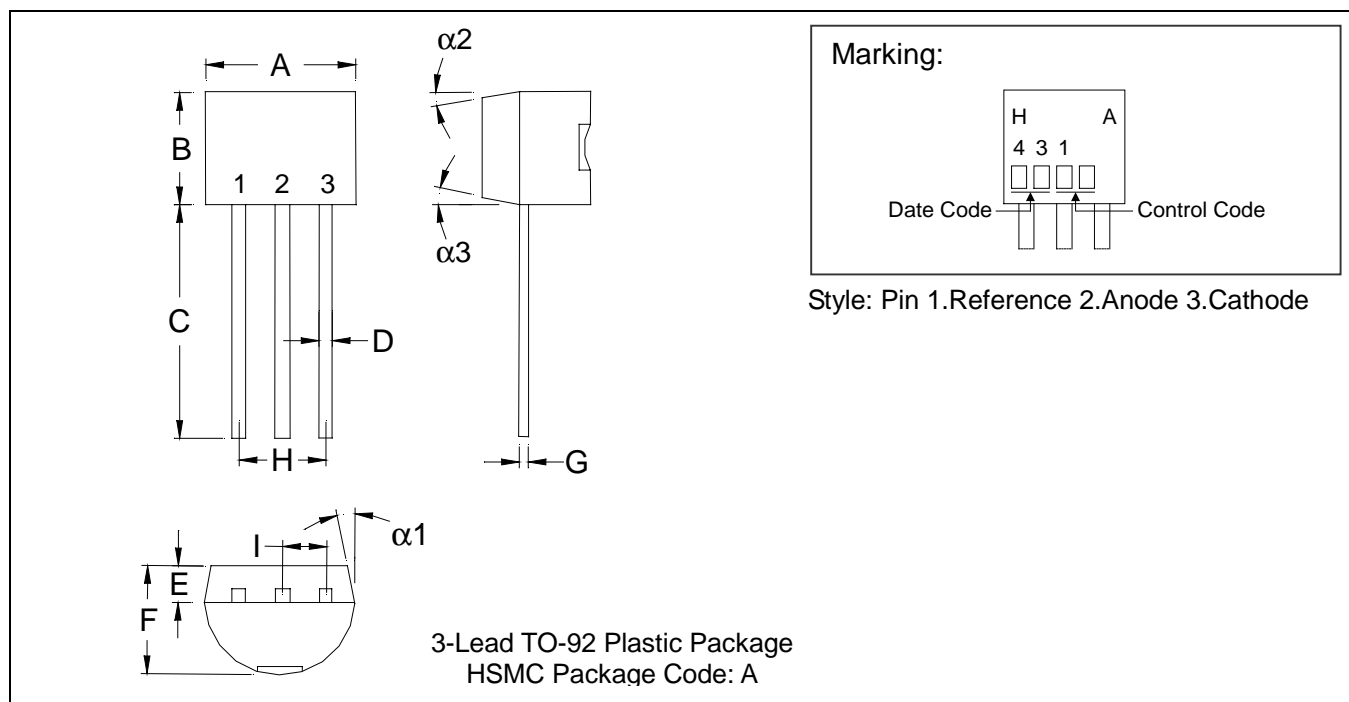 α2
A
B
1 2 3
α3
C
D
H
G
α1
I
E
F
3-Lead TO-92 Plastic Package
HSMC Package Code: A
Marking:
H A
4 3 1
Date Code Control Code
Style: Pin 1.Reference 2.Anode 3.Cathode